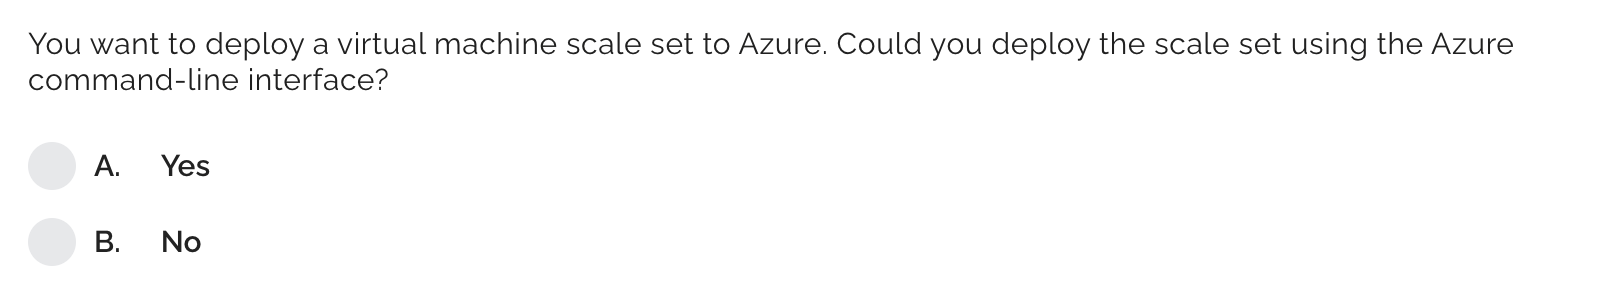 You want to deploy a virtual machine scale set to Azure. Could you deploy the scale set using the Azure
command-line interface?
A. Yes
B. No